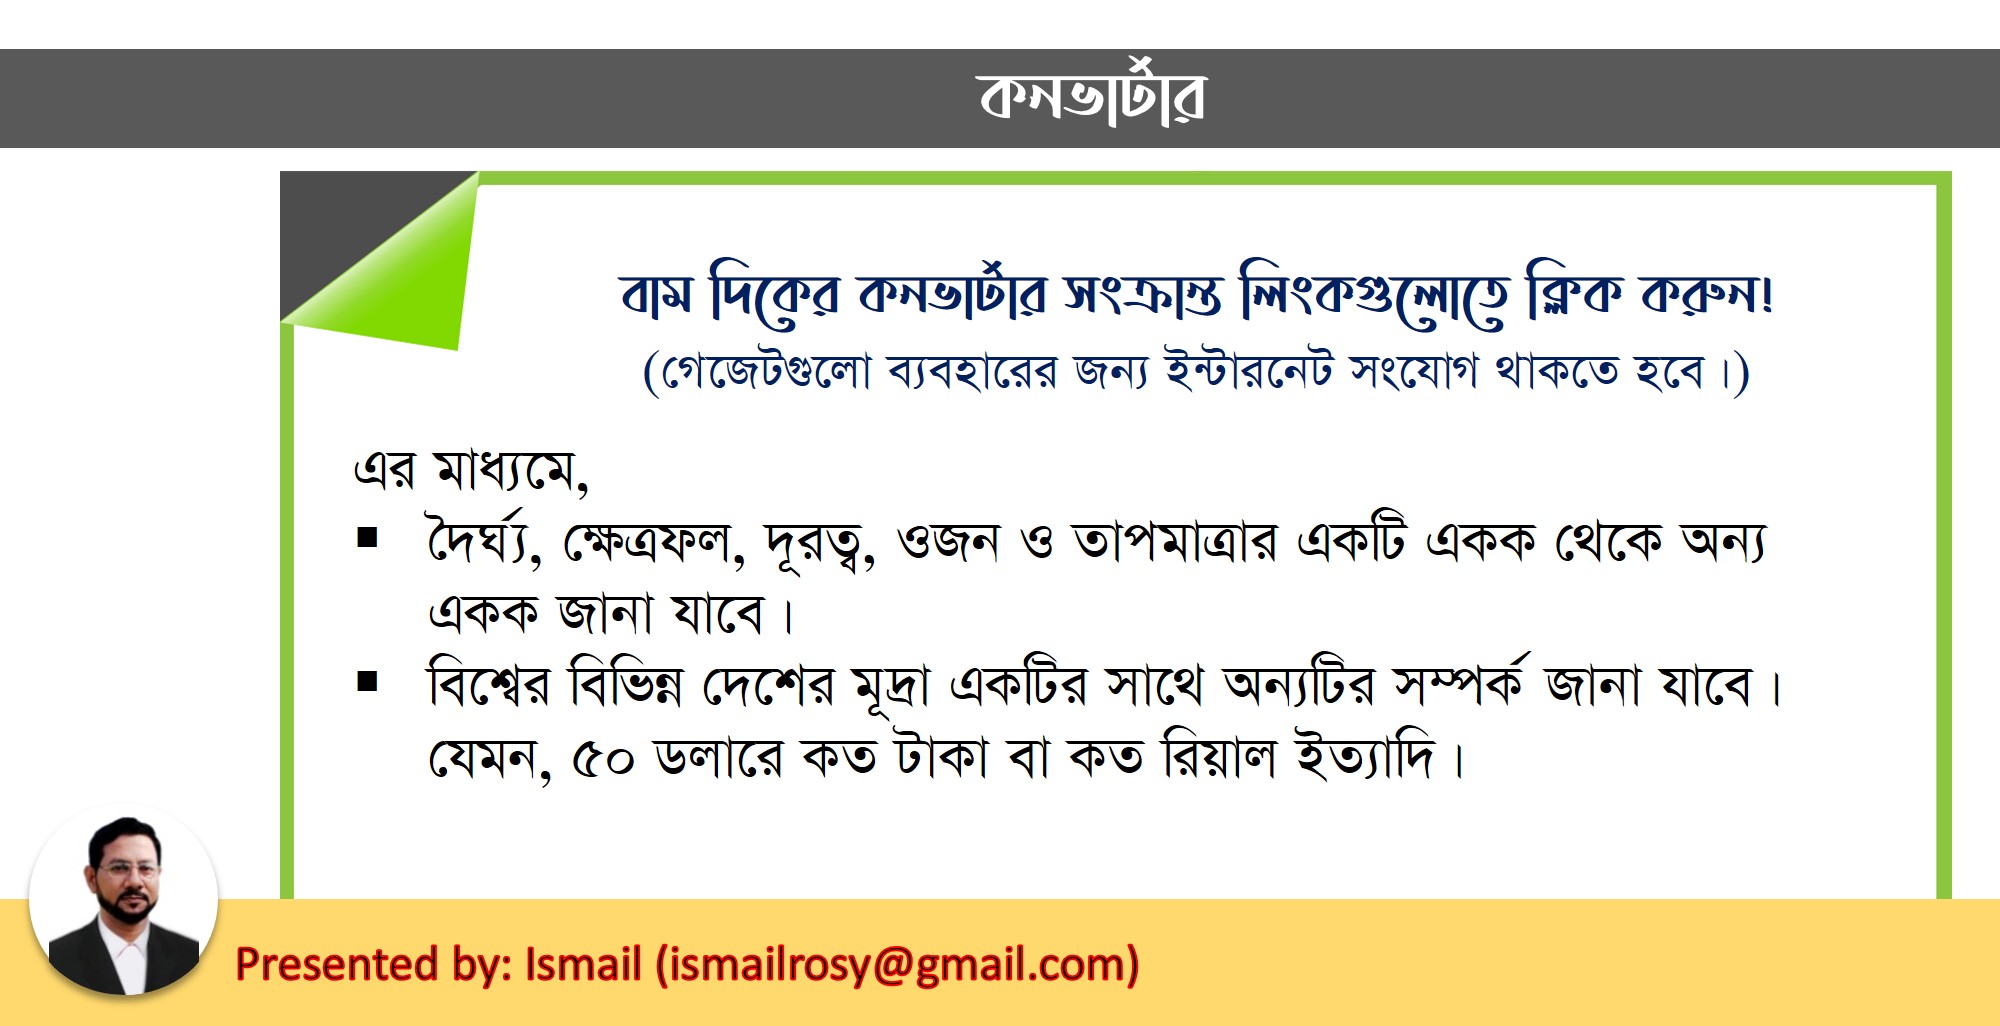 কনভার্টার
বাম দিকের কনভার্টার সংক্রান্ত লিংকগুলোতে ক্লিক করুন!
(গেজেটগুলো ব্যবহারের জন্য ইন্টারনেট সংযোগ থাকতে হবে।)
এর মাধ্যমে,
▪ দৈর্ঘ্য, ক্ষেত্রফল, দূরত্ব, ওজন ও তাপমাত্রার একটি একক থেকে অন্য
একক জানা যাবে।
▪ বিশ্বের বিভিন্ন দেশের মূদ্রা একটির সাথে অন্যটির সম্পর্ক জানা যাবে।
যেমন, ৫০ ডলারে কত টাকা বা কত রিয়াল ইত্যাদি।
Presented by: Ismail (ismailrosy@gmail.com)